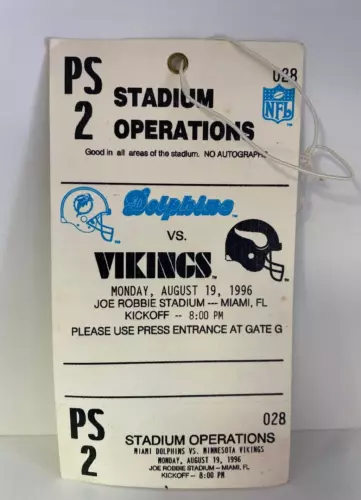 PS
2
028
STADIUM
OPERATIONS
NFL
Good in all areas of the stadium. NO AUTOGRAPHS
Dolphins
VS.
VIKINGS
MONDAY, AUGUST 19, 1996
JOE ROBBIE STADIUM -- MIAMI, FL
KICKOFF -- 8:00 PM
PLEASE USE PRESS ENTRANCE AT GATE G
PS
2
028
STADIUM OPERATIONS
MIAMI DOLPHINS VS. MINNESOTA VIKINGS
MONDAY, AUGUST 19, 1996
JOE ROBBIE STADIUM -- MIAMI, FL
KICKOFF -- 8:00 PM